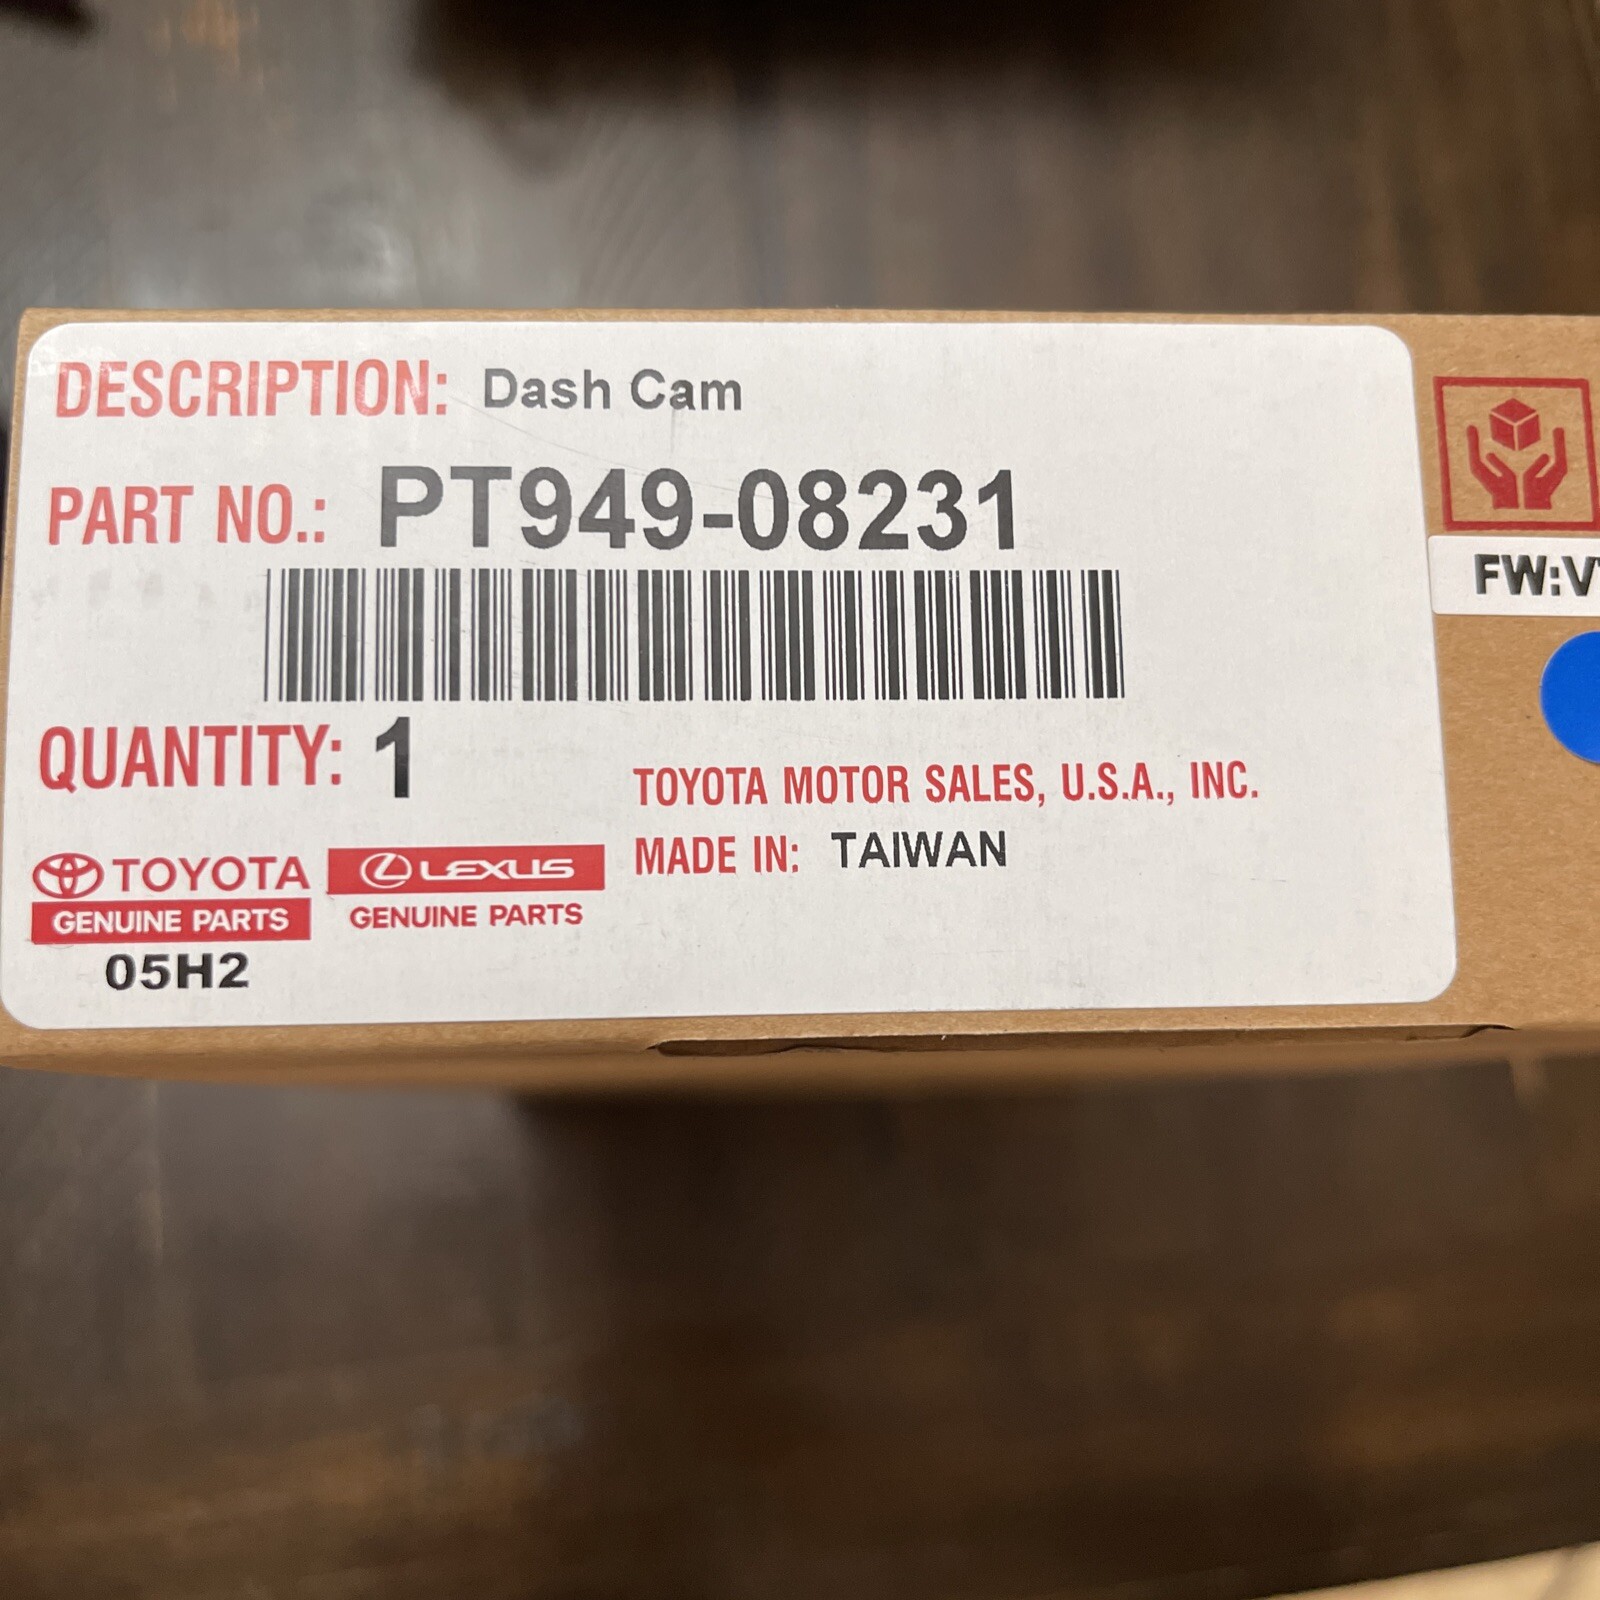 DESCRIPTION: Dash Cam
PART NO.: PT949-08231
QUANTITY: 1
TOYOTA MOTOR SALES, U.S.A., INC.
MADE IN: TAIWAN
TOYOTA
GENUINE PARTS
LEXUS
GENUINE PARTS
05H2
FW:V